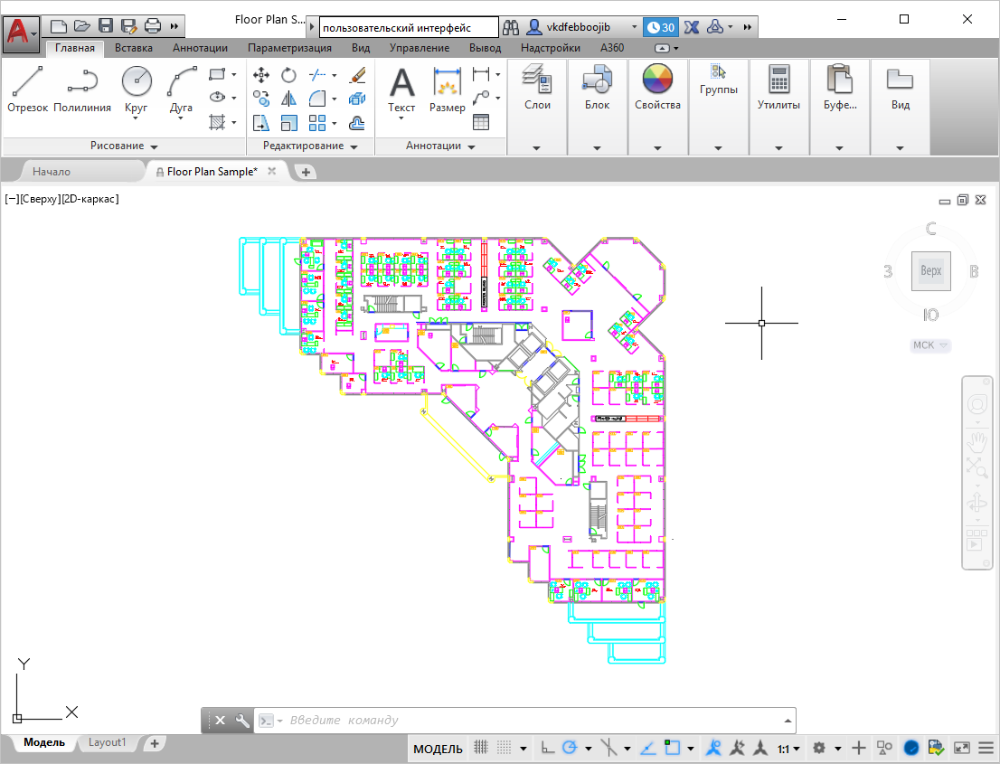 Floor Plan S...
пользовательский интерфейс
vkdfebboojib
30
Главная Вставка Аннотации Параметризация Вид Управление Вывод Надстройки A360
Отрезок Полилиния Круг Дуга
Текст Размер
Слои Блок Свойства Группы Утилиты Буфе... Вид
Рисование Редактирование Аннотации
Начало Floor Plan Sample*
[−][Сверху][2D-каркас]
С
З Верх В
Ю
МСК
Y
X
Введите команду
Модель Layout1
МОДЕЛЬ 1:1